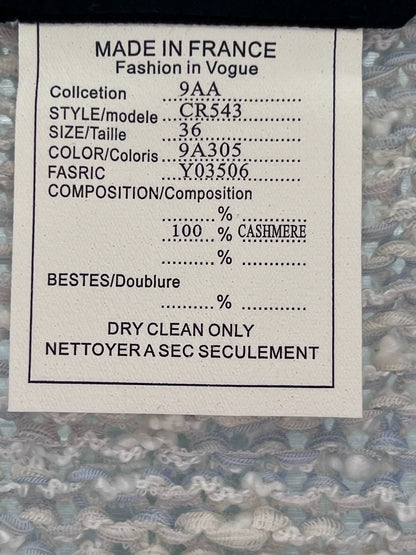 MADE IN FRANCE
Fashion in Vogue
Collcetion 9AA
STYLE/modele CR543
SIZE/Taille 36
COLOR/Coloris 9A305
FASRIC Y03506
COMPOSITION/Composition
%
100 % CASHMERE
%
BESTES/Doublure
%
DRY CLEAN ONLY
NETTOYER A SEC SECULEMENT